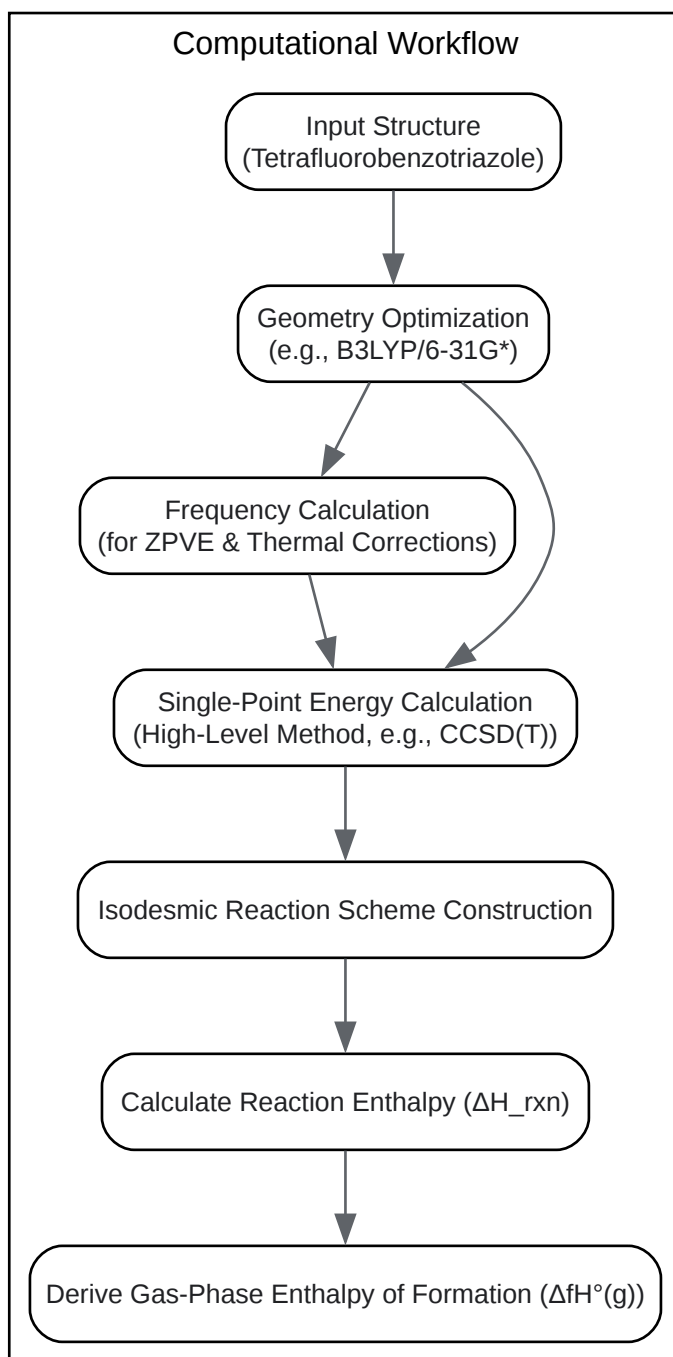 Computational Workflow
Input Structure
(Tetrafluorobenzotriazole)
Geometry Optimization
(e.g., B3LYP/6-31G*)
Frequency Calculation
(for ZPVE & Thermal Corrections)
Single-Point Energy Calculation
(High-Level Method, e.g., CCSD(T))
Isodesmic Reaction Scheme Construction
Calculate Reaction Enthalpy (ΔH_rxn)
Derive Gas-Phase Enthalpy of Formation (ΔfH°(g))